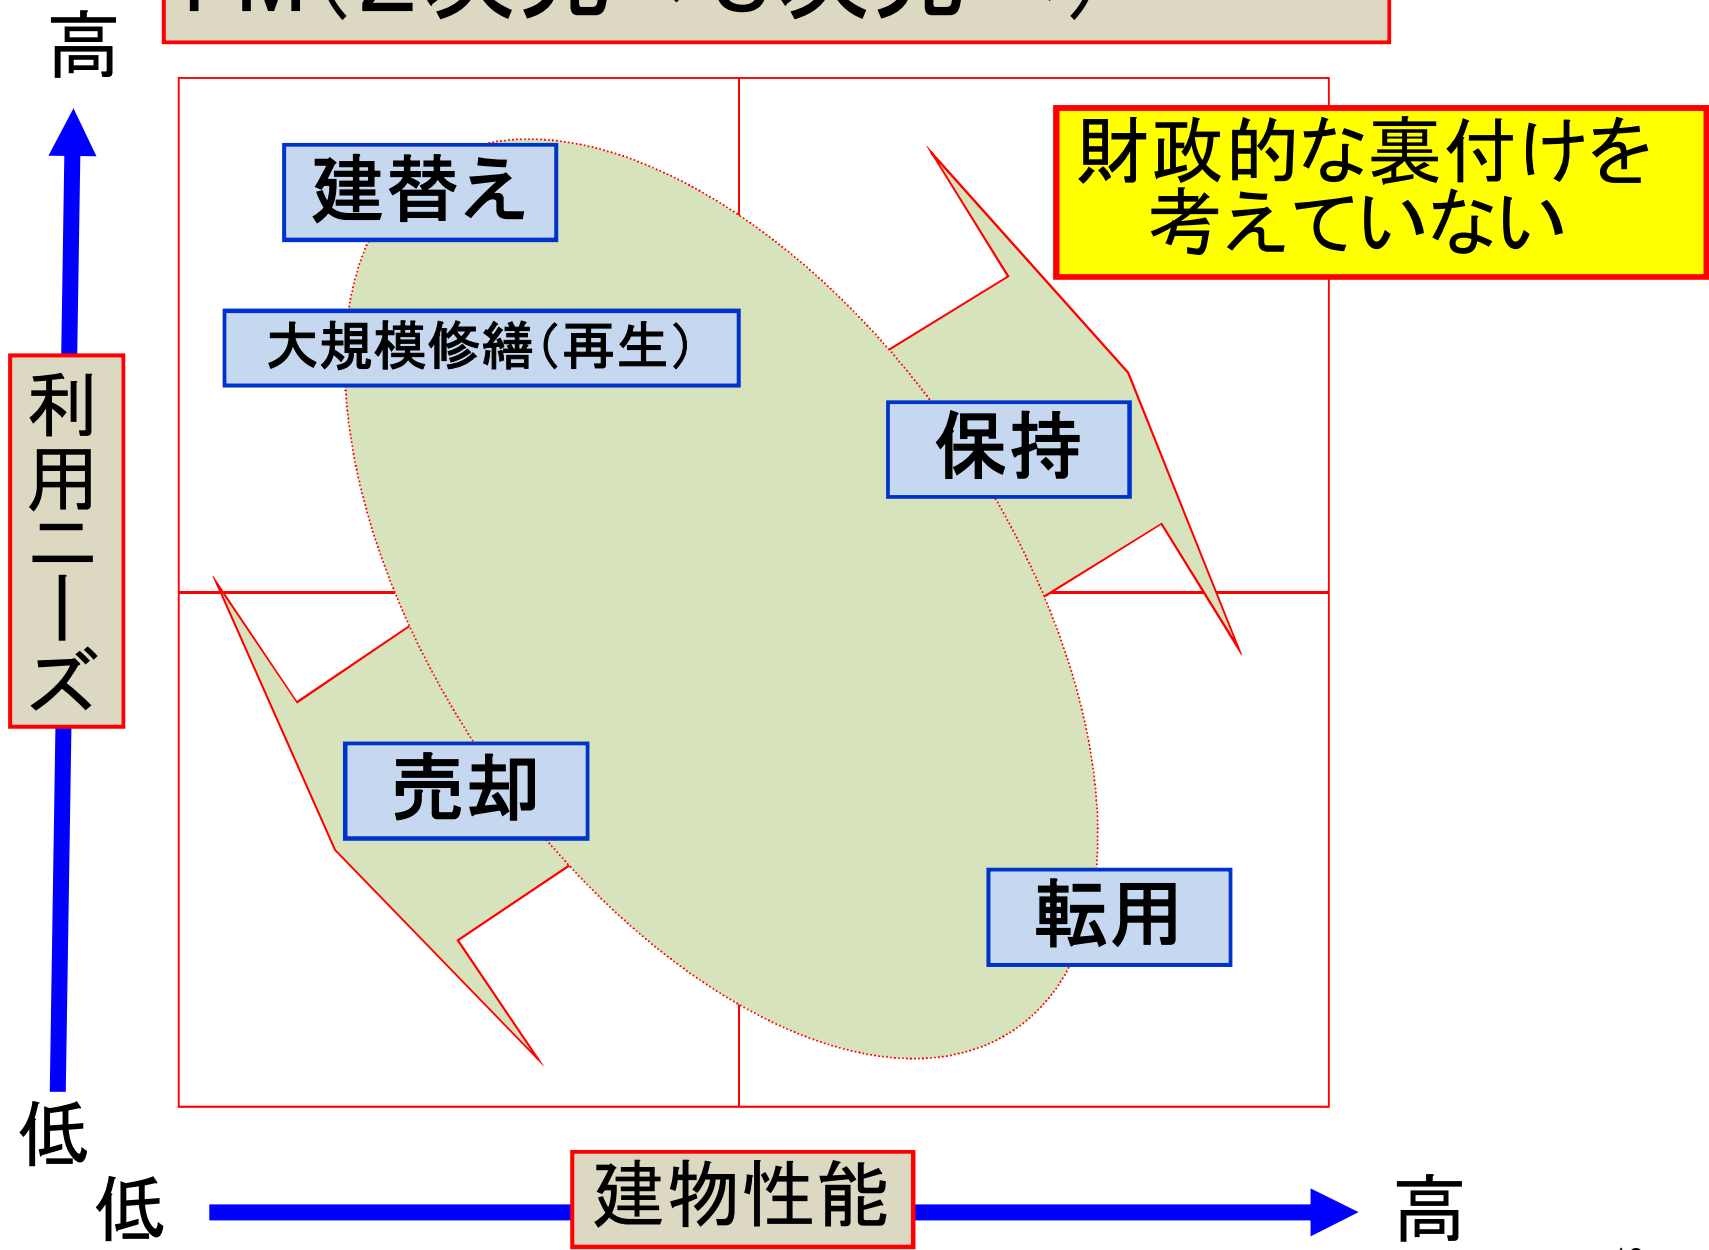 高
財政的な裏付けを
考えていない
建替え
大規模修繕(再生)
保持
利用ニーズ
売却
転用
低
低
建物性能
高